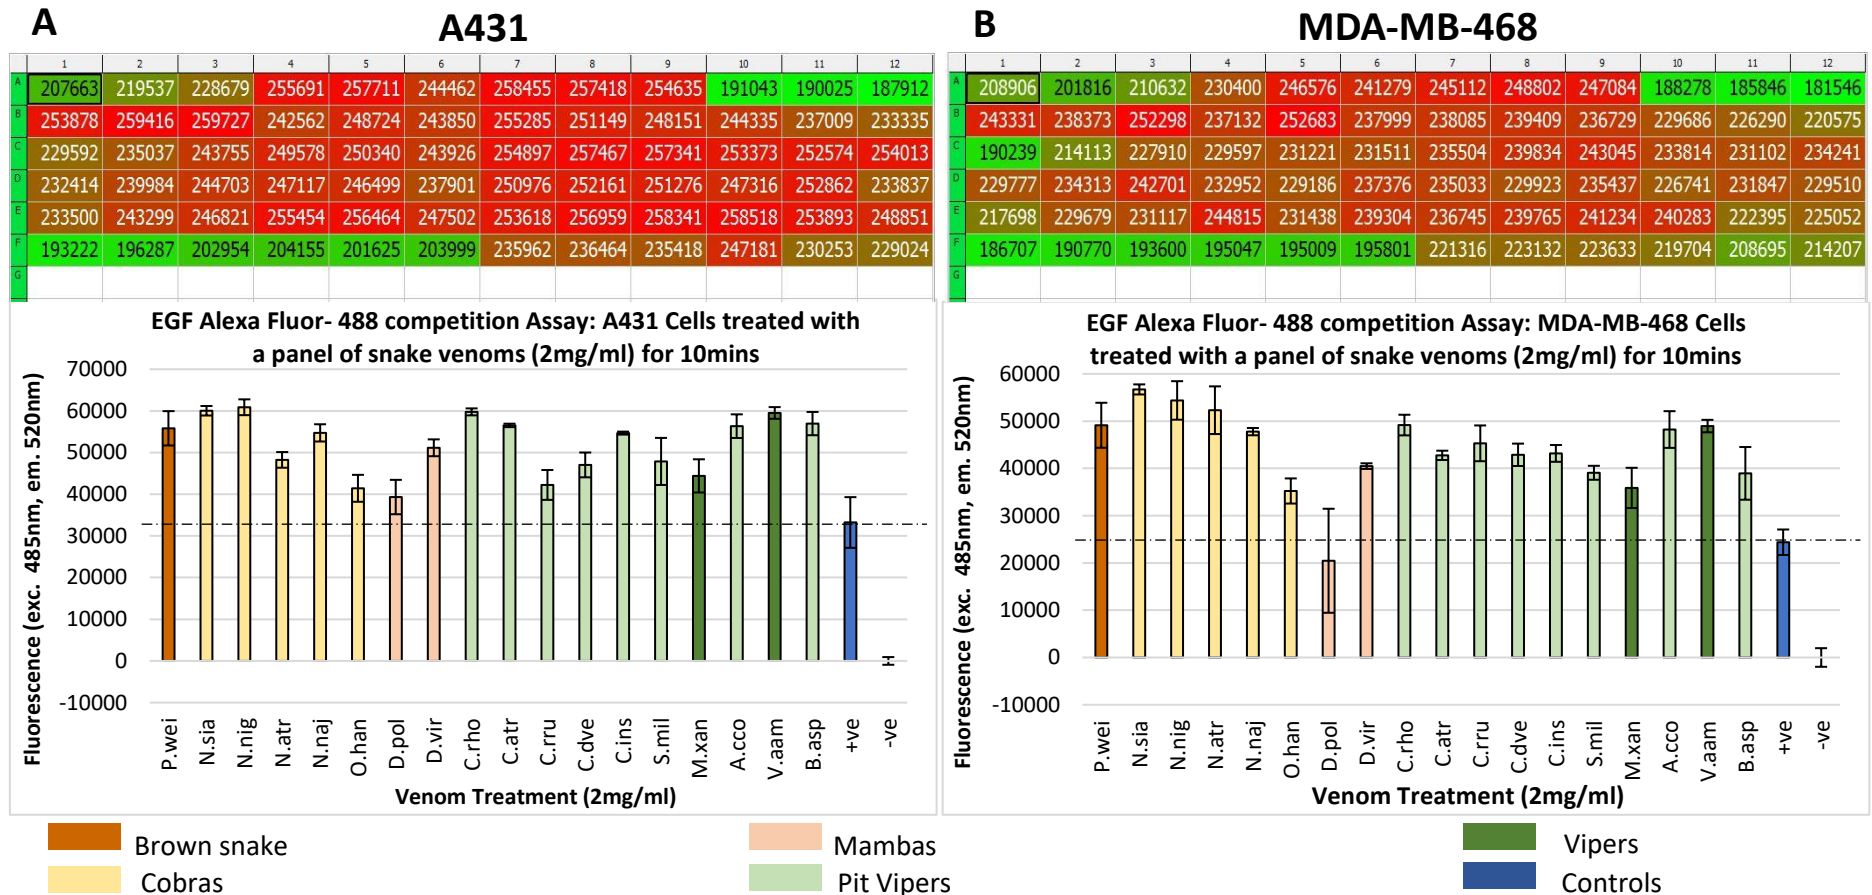 A
A431
1 2 3 4 5 6 7 8 9 10 11 12
A 207663 219537 228679 255691 257711 244462 258455 257418 254635 191043 190025 187912
B 253878 259416 259727 242562 248724 243850 255285 251149 248151 244335 237009 233335
C 229592 235037 243755 249578 250340 243926 254897 257467 257341 253373 252574 254013
D 232414 239984 244703 247117 246499 237901 250976 252161 251276 247316 252862 233837
E 233500 243299 246821 255454 256464 247502 253618 256959 258341 258518 253893 248851
F 193222 196287 202954 204155 201625 203999 235962 236464 235418 247181 230253 229024
G
EGF Alexa Fluor- 488 competition Assay: A431 Cells treated with
a panel of snake venoms (2mg/ml) for 10mins
Fluorescence (exc. 485nm, em. 520nm)
70000
60000
50000
40000
30000
20000
10000
0
-10000
P.wei N.sia N.nig N.atr N.naj O.han D.pol D.vir C.rho C.atr C.rru C.dve C.ins S.mil M.xan A.cco V.aam B.asp +ve -ve
Venom Treatment (2mg/ml)
B
MDA-MB-468
1 2 3 4 5 6 7 8 9 10 11 12
A 208906 201816 210632 230400 246576 241279 245112 248802 247084 188278 185846 181546
B 243331 238373 252298 237132 252683 237999 238085 239409 236729 229686 226290 220575
C 190239 214113 227910 229597 231221 231511 235504 239834 243045 233814 231102 234241
D 229777 234313 242701 232952 229186 237376 235033 229923 235437 226741 231847 229510
E 217698 229679 231117 244815 231438 239304 236745 239765 241234 240283 222395 225052
F 186707 190770 193600 195047 195009 195801 221316 223132 223633 219704 208695 214207
G
EGF Alexa Fluor- 488 competition Assay: MDA-MB-468 Cells
treated with a panel of snake venoms (2mg/ml) for 10mins
Fluorescence (exc. 485nm, em. 520nm)
60000
50000
40000
30000
20000
10000
0
-10000
P.wei N.sia N.nig N.atr N.naj O.han D.pol D.vir C.rho C.atr C.rru C.dve C.ins S.mil M.xan A.cco V.aam B.asp +ve -ve
Venom Treatment (2mg/ml)
Brown snake
Mambas
Vipers
Cobras
Pit Vipers
Controls